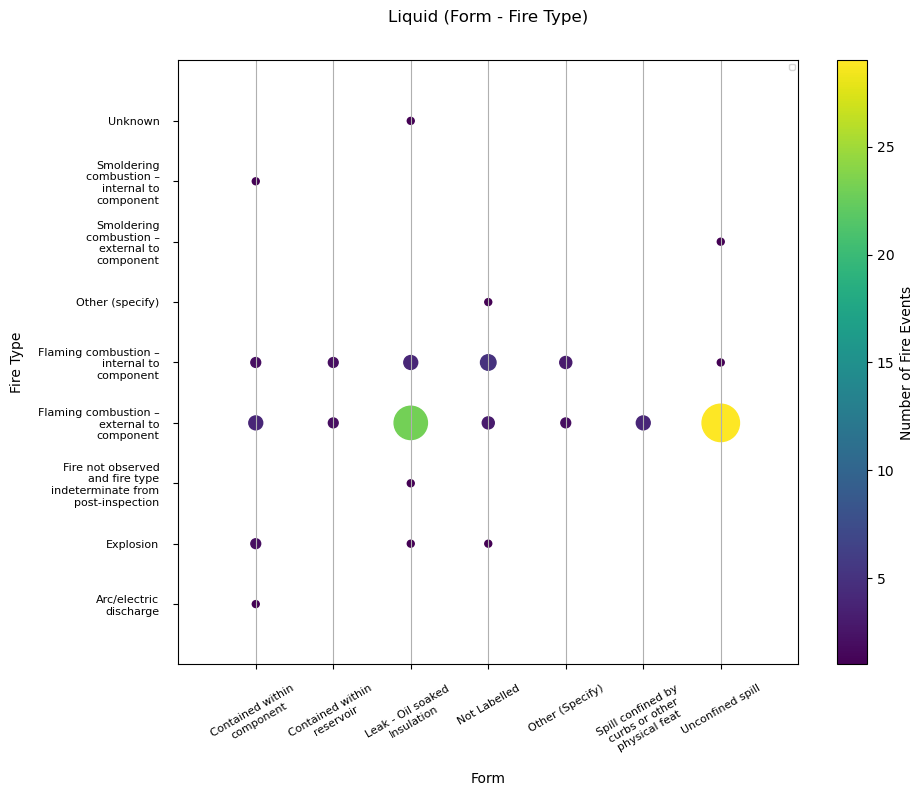 Liquid (Form - Fire Type)
Fire Type
Unknown
Smoldering
combustion –
internal to
component
Smoldering
combustion –
external to
component
Other (specify)
Flaming combustion –
internal to
component
Flaming combustion –
external to
component
Fire not observed
and fire type
indeterminate from
post-inspection
Explosion
Arc/electric
discharge
Contained within
component
Contained within
reservoir
Leak - Oil soaked
Insulation
Not Labelled
Other (Specify)
Spill confined by
curbs or other
physical feat
Unconfined spill
Form
25
20
15
10
5
Number of Fire Events